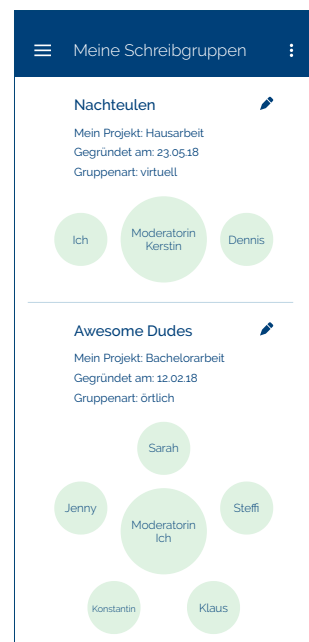 Meine Schreibgruppen
Nachteulen
Mein Projekt: Hausarbeit
Gegründet am: 23.05.18
Gruppenart: virtuell
Ich
Moderatorin
Kerstin
Dennis
Awesome Dudes
Mein Projekt: Bachelorarbeit
Gegründet am: 12.02.18
Gruppenart: örtlich
Sarah
Jenny
Moderatorin
Ich
Steffi
Konstantin
Klaus